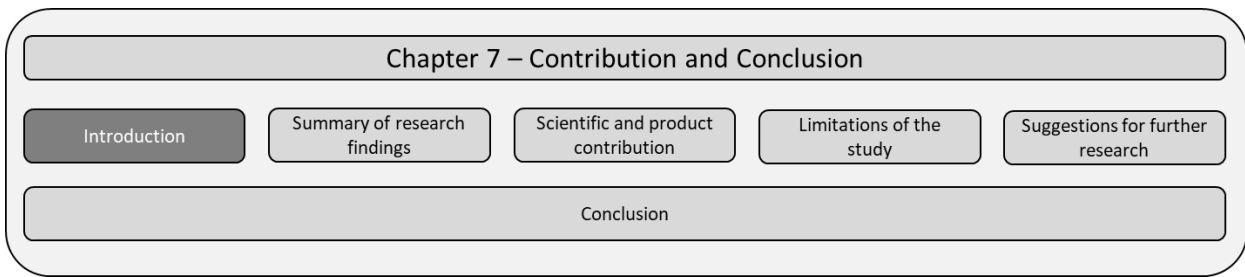 Chapter 7 – Contribution and Conclusion
Introduction
Summary of research
findings
Scientific and product
contribution
Limitations of the
study
Suggestions for further
research
Conclusion